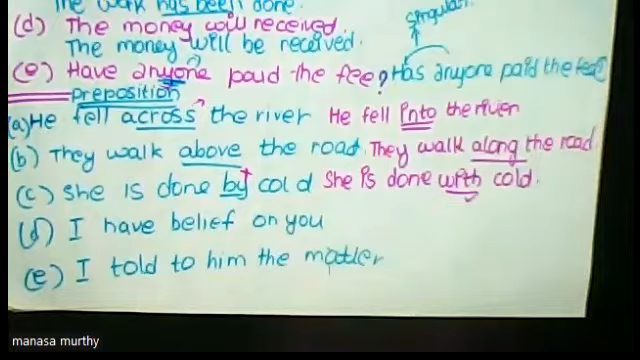 The work has been done.
singular
(d) The money will received.
The money will be received.
(e) Have anyone paid the fee? Has anyone paid the fee?
preposition
(a) He fell across the river He fell into the river
(b) They walk above the road. They walk along the road.
(c) She is done by cold She is done with cold.
(d) I have belief on you
(e) I told to him the matter
manasa murthy